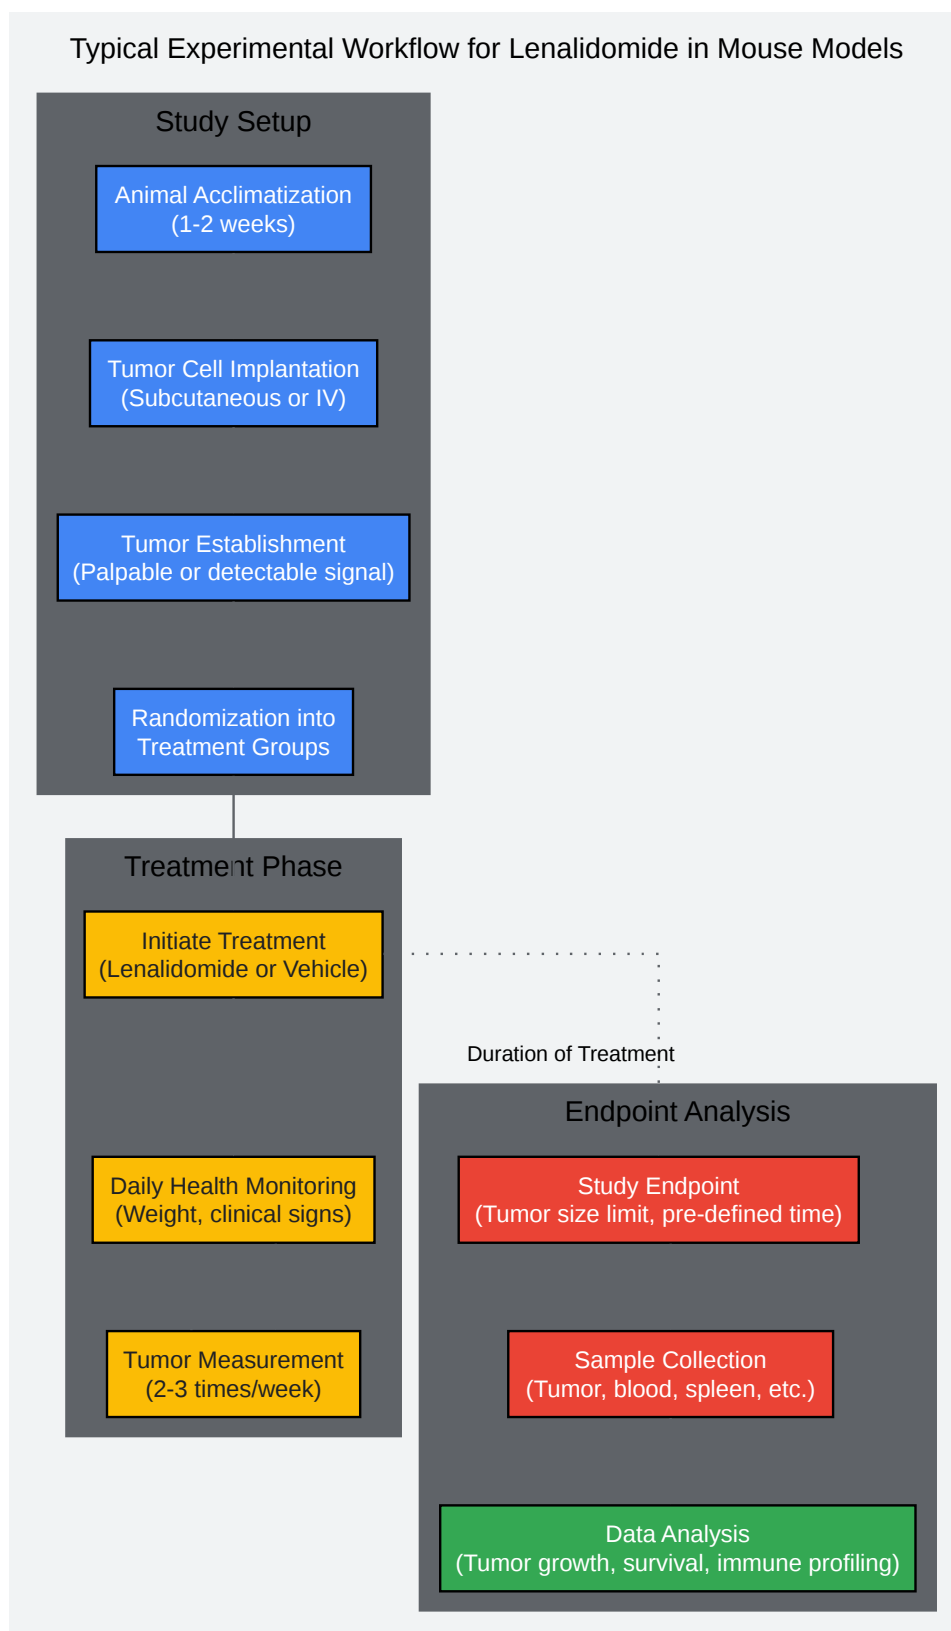 Typical Experimental Workflow for Lenalidomide in Mouse Models
Study Setup
Animal Acclimatization
(1-2 weeks)
Tumor Cell Implantation
(Subcutaneous or IV)
Tumor Establishment
(Palpable or detectable signal)
Randomization into
Treatment Groups
Treatment Phase
Initiate Treatment
(Lenalidomide or Vehicle)
Daily Health Monitoring
(Weight, clinical signs)
Tumor Measurement
(2-3 times/week)
Duration of Treatment
Endpoint Analysis
Study Endpoint
(Tumor size limit, pre-defined time)
Sample Collection
(Tumor, blood, spleen, etc.)
Data Analysis
(Tumor growth, survival, immune profiling)